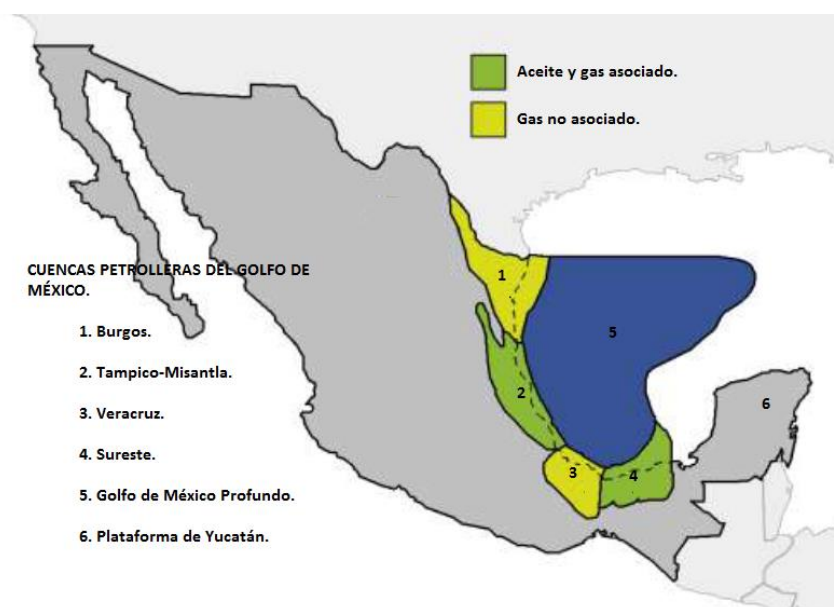 Aceite y gas asociado.
Gas no asociado.
CUENCAS PETROLLERAS DEL GOLFO DE
MÉXICO.
1. Burgos.
2. Tampico-Misantla.
3. Veracruz.
4. Sureste.
5. Golfo de México Profundo.
6. Plataforma de Yucatán.
1
5
2
6
3
4